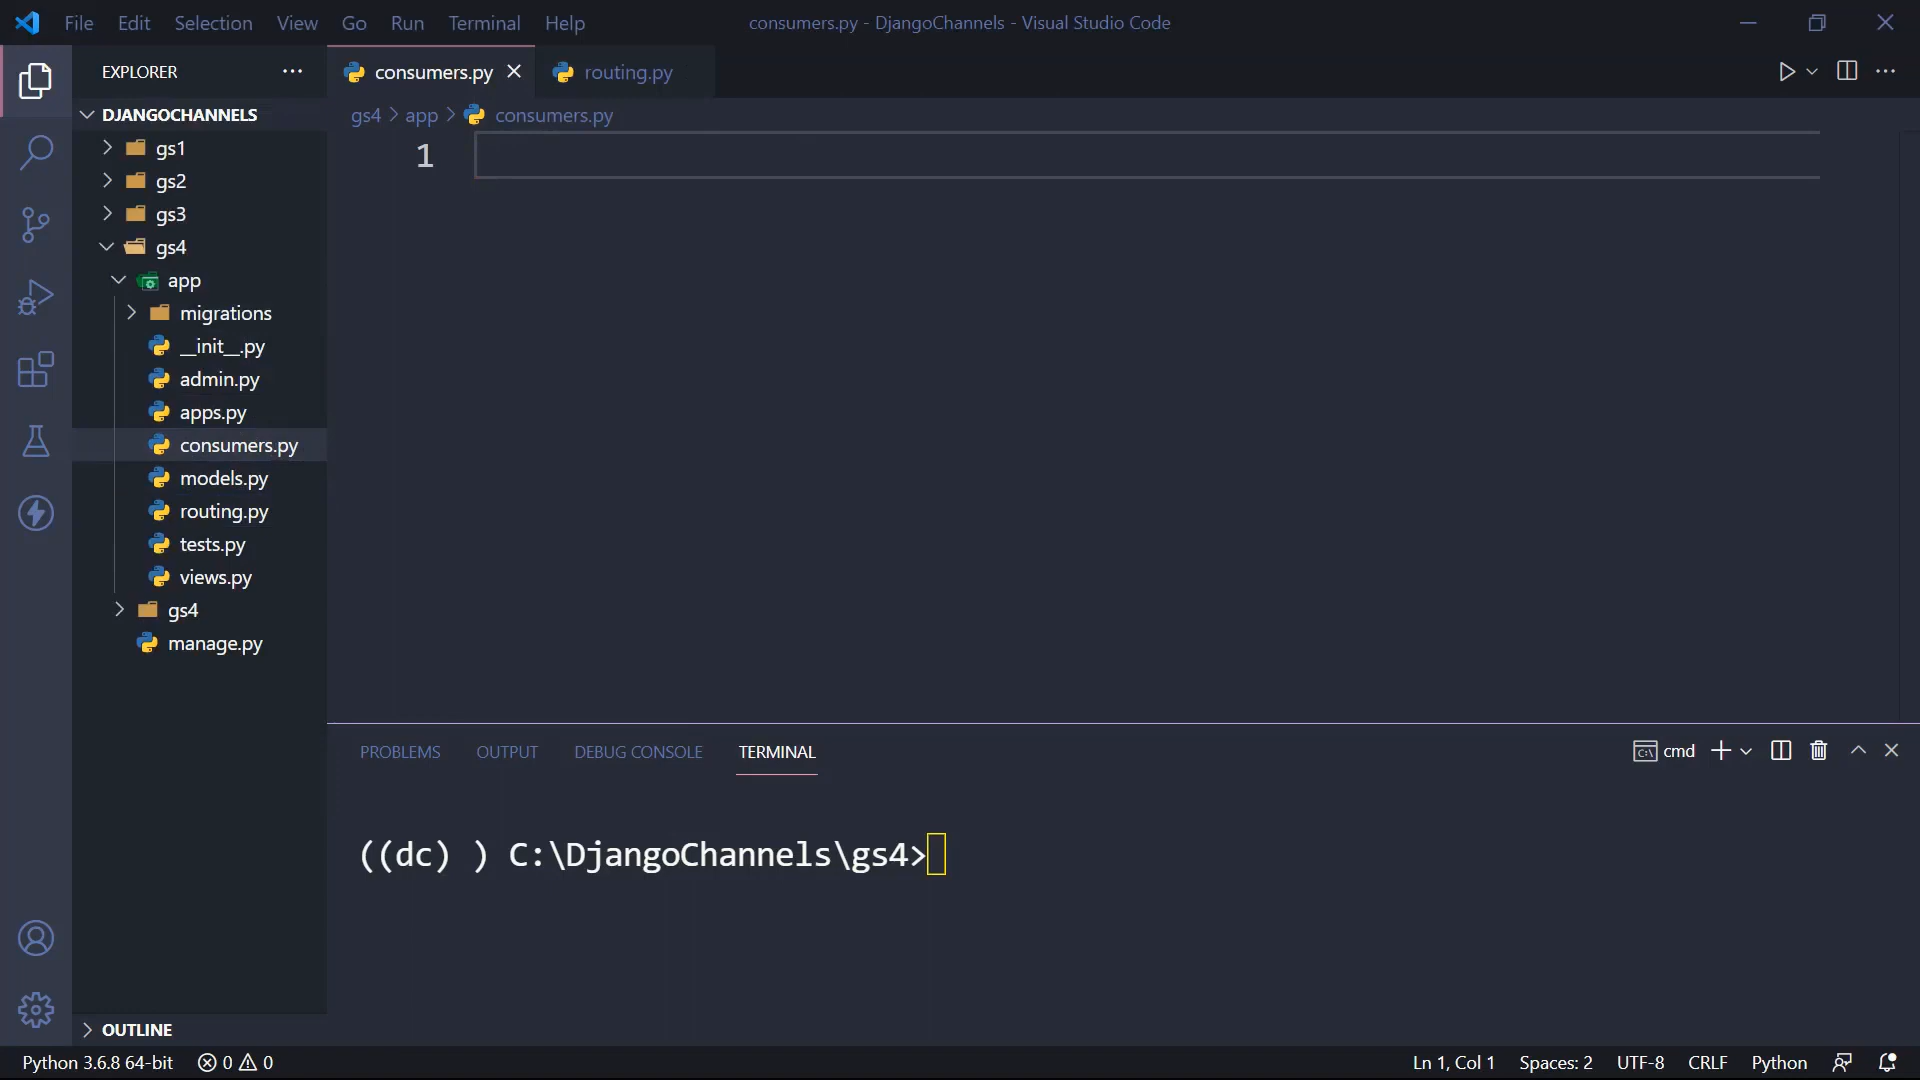 File Edit Selection View Go Run Terminal Help consumers.py - DjangoChannels - Visual Studio Code
EXPLORER
consumers.py routing.py
DJANGOCHANNELS
gs4 > app > consumers.py
1
gs1
gs2
gs3
gs4
app
migrations
__init__.py
admin.py
apps.py
consumers.py
models.py
routing.py
tests.py
views.py
gs4
manage.py
PROBLEMS OUTPUT DEBUG CONSOLE TERMINAL cmd
((dc) ) C:\DjangoChannels\gs4>
OUTLINE
Python 3.6.8 64-bit 0 0 Ln 1, Col 1 Spaces: 2 UTF-8 CRLF Python